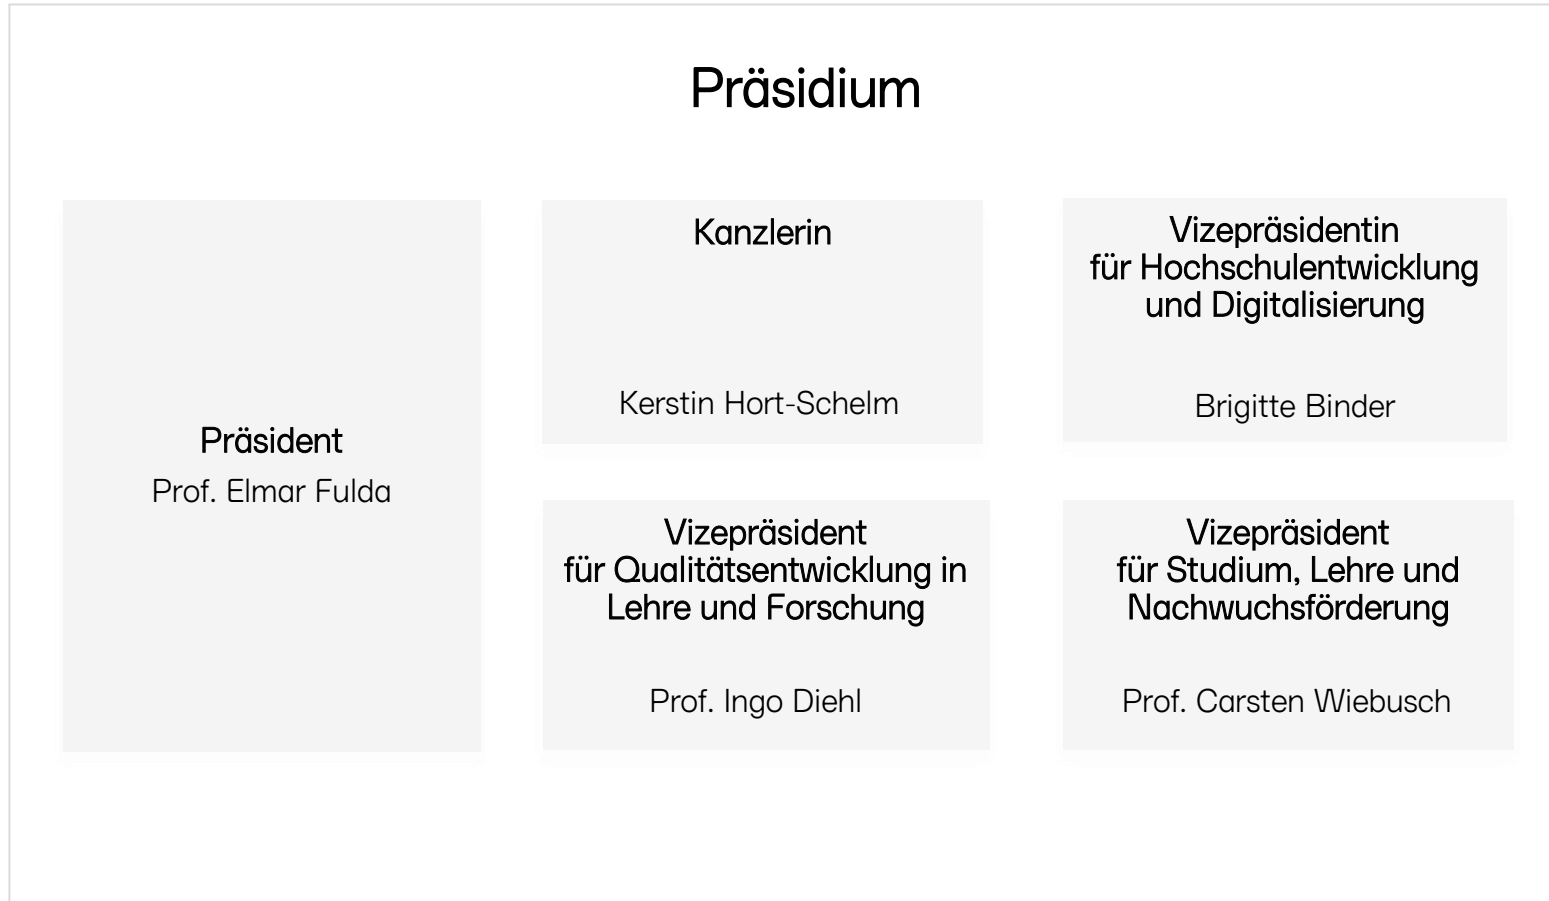 Präsidium
Präsident
Prof. Elmar Fulda
Kanzlerin
Kerstin Hort-Schelm
Vizepräsidentin
für Hochschulentwicklung
und Digitalisierung
Brigitte Binder
Vizepräsident
für Qualitätsentwicklung in
Lehre und Forschung
Prof. Ingo Diehl
Vizepräsident
für Studium, Lehre und
Nachwuchsförderung
Prof. Carsten Wiebusch